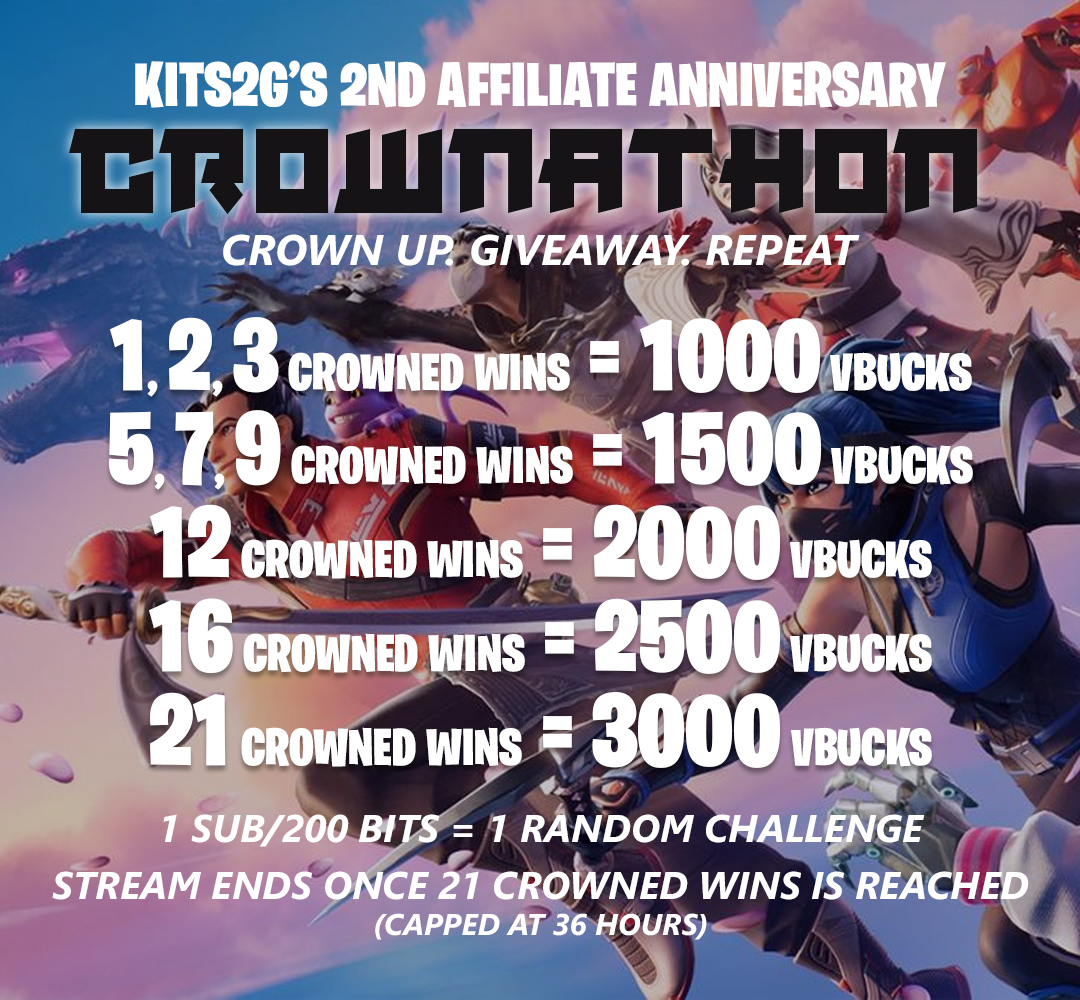 KITS2G'S 2ND AFFILIATE ANNIVERSARY
CROWNATHON
CROWN UP. GIVEAWAY. REPEAT
1, 2, 3 CROWNED WINS = 1000 VBUCKS
5, 7, 9 CROWNED WINS = 1500 VBUCKS
12 CROWNED WINS = 2000 VBUCKS
16 CROWNED WINS = 2500 VBUCKS
21 CROWNED WINS = 3000 VBUCKS
1 SUB/200 BITS = 1 RANDOM CHALLENGE
STREAM ENDS ONCE 21 CROWNED WINS IS REACHED
(CAPPED AT 36 HOURS)